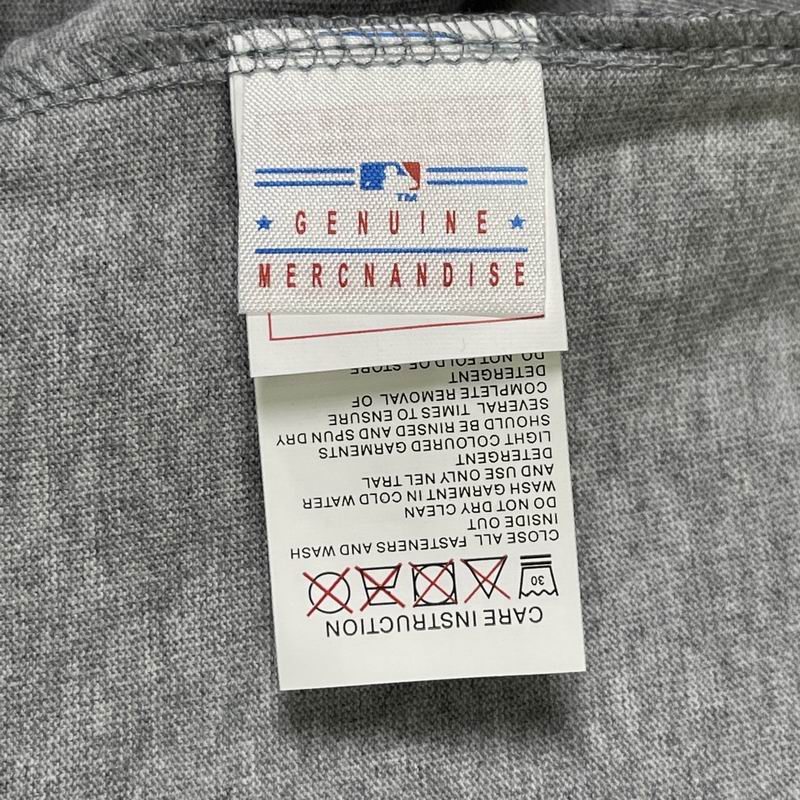 TM
GENUINE
MERCNANDISE
CARE INSTRUCTION
30
CLOSE ALL FASTENERS AND WASH
INSIDE OUT
DO NOT DRY CLEAN
WASH GARMENT IN COLD WATER
AND USE ONLY NELTRAL
DETERGENT
LIGHT COLOURED GARMENTS
SHOULD BE RINSED AND SPUN DRY
SEVERAL TIMES TO ENSURE
COMPLETE REMOVAL OF
DETERGENT
DO NOT FOLD OF STORE